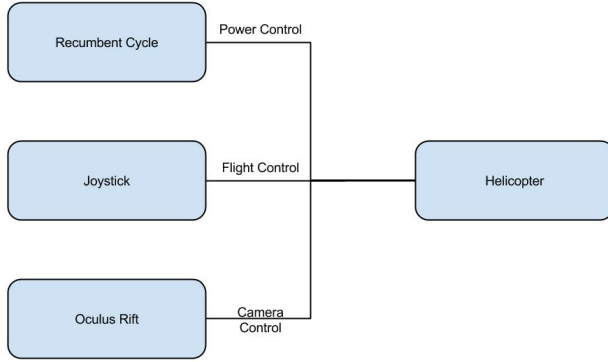 Recumbent Cycle
Power Control
Joystick
Flight Control
Helicopter
Oculus Rift
Camera
Control